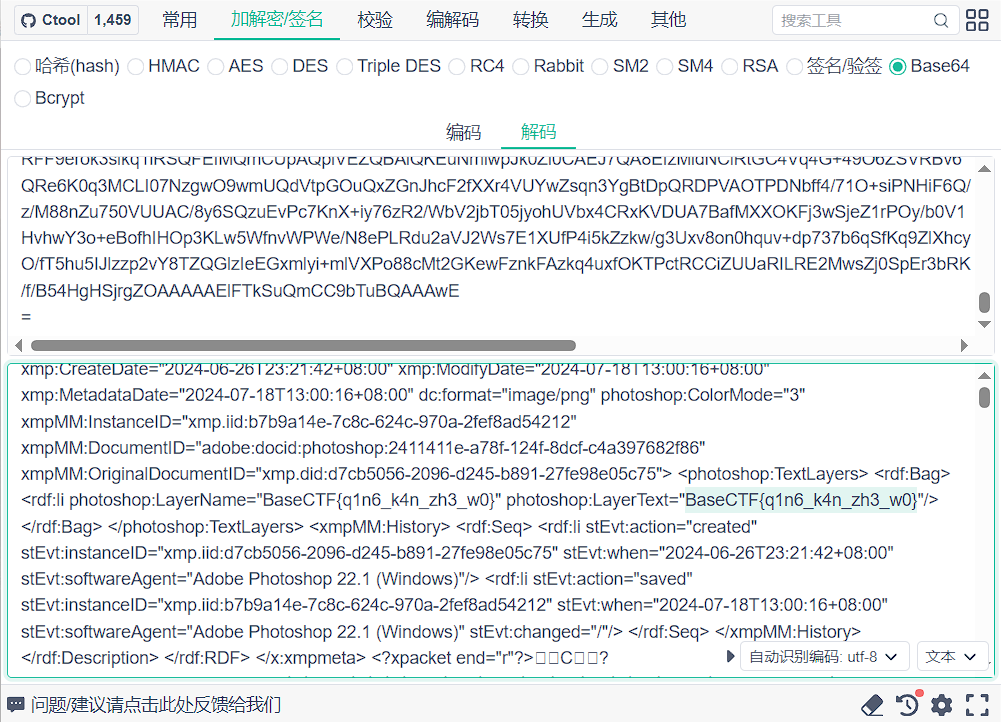 Ctool 1,459 常用 加解密/签名 校验 编解码 转换 生成 其他 搜索工具
哈希(hash) HMAC AES DES Triple DES RC4 Rabbit SM2 SM4 RSA 签名/验签 Base64
Bcrypt
编码 解码
QRe6K0q3MCLI07NzgwO9wmUQdVtpGOuQxZGnJhcF2fXXr4VUYwZsqn3YgBtDpQRDPVAOTPDNbff4/71O+siPNHiF6Q/
z/M88nZu750VUUAC/8y6SQzuEvPc7KnX+iy76zR2/WbV2jbT05jyohUVbx4CRxKVDUA7BafMXXOKFj3wSjeZ1rPOy/b0V1
HvhwY3o+eBofhIHOp3KLw5WfnvWPWe/N8ePLRdu2aVJ2Ws7E1XUfP4i5kZzkw/g3Uxv8on0hquv+dp737b6qSfKq9ZlXhcy
O/fT5hu5IJlzzp2vY8TZQGlzIeEGxmlyi+mlVXPo88cMt2GKewFznkFAzkq4uxfOKTPctRCCiZUUaRILRE2MwsZj0SpEr3bRK
/f/B54HgHSjrgZOAAAAAElFTkSuQmCC9bTuBQAAAwE
=
xmp:CreateDate="2024-06-26T23:21:42+08:00" xmp:ModifyDate="2024-07-18T13:00:16+08:00"
xmp:MetadataDate="2024-07-18T13:00:16+08:00" dc:format="image/png" photoshop:ColorMode="3"
xmpMM:InstanceID="xmp.iid:b7b9a14e-7c8c-624c-970a-2fef8ad54212"
xmpMM:DocumentID="adobe:docid:photoshop:2411411e-a78f-124f-8dcf-c4a397682f86"
xmpMM:OriginalDocumentID="xmp.did:d7cb5056-2096-d245-b891-27fe98e05c75"> <photoshop:TextLayers> <rdf:Bag>
<rdf:li photoshop:LayerName="BaseCTF{q1n6_k4n_zh3_w0}" photoshop:LayerText="BaseCTF{q1n6_k4n_zh3_w0}"/>
</rdf:Bag> </photoshop:TextLayers> <xmpMM:History> <rdf:Seq> <rdf:li stEvt:action="created"
stEvt:instanceID="xmp.iid:d7cb5056-2096-d245-b891-27fe98e05c75" stEvt:when="2024-06-26T23:21:42+08:00"
stEvt:softwareAgent="Adobe Photoshop 22.1 (Windows)"/> <rdf:li stEvt:action="saved"
stEvt:instanceID="xmp.iid:b7b9a14e-7c8c-624c-970a-2fef8ad54212" stEvt:when="2024-07-18T13:00:16+08:00"
stEvt:softwareAgent="Adobe Photoshop 22.1 (Windows)" stEvt:changed="/"/> </rdf:Seq> </xmpMM:History>
</rdf:Description> </rdf:RDF> </x:xmpmeta> <?xpacket end="r"?>□□C□□? 自动识别编码: utf-8 文本
问题/建议请点击此处反馈给我们